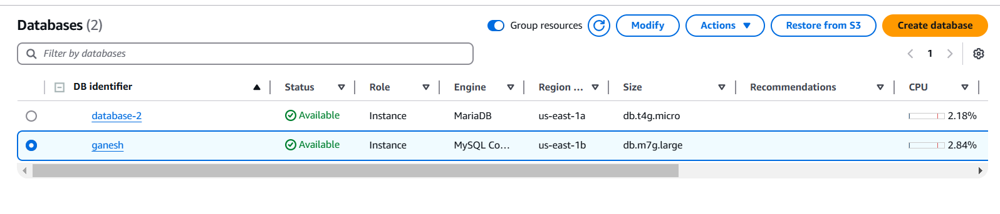 Databases (2) Group resources Modify Actions Restore from S3 Create database
Filter by databases 1
DB identifier Status Role Engine Region ... Size Recommendations CPU
database-2 Available Instance MariaDB us-east-1a db.t4g.micro 2.18%
ganesh Available Instance MySQL Co... us-east-1b db.m7g.large 2.84%